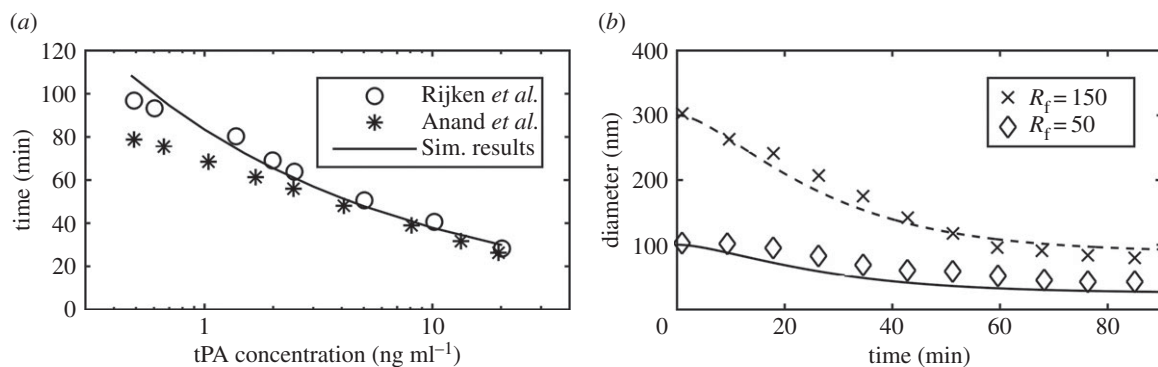 (a)
120
100
80
60
40
20
0
time (min)
1
10
tPA concentration (ng ml−1)
Rijken et al.
Anand et al.
Sim. results
(b)
400
300
200
100
0
diameter (nm)
0
20
40
60
80
time (min)
Rf = 150
Rf = 50